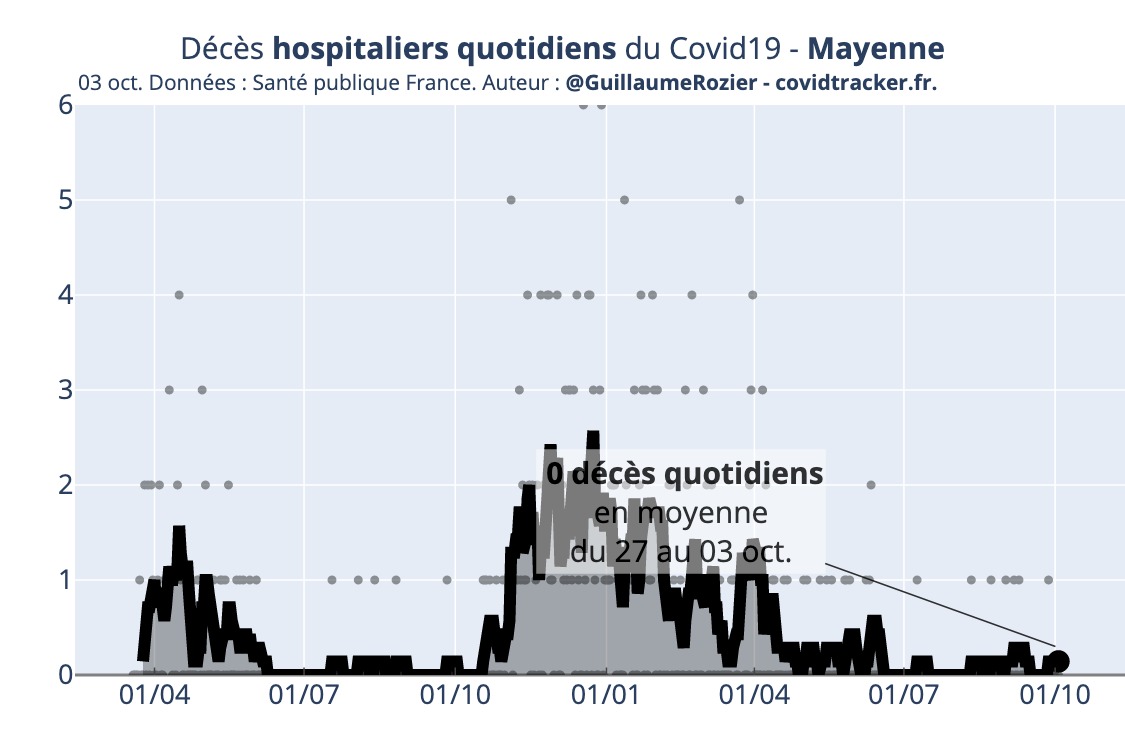 Décès hospitaliers quotidiens du Covid19 - Mayenne
03 oct. Données : Santé publique France. Auteur : @GuillaumeRozier - covidtracker.fr.
6
5
4
3
2
1
0
0 décès quotidiens
en moyenne
du 27 au 03 oct.
01/04 01/07 01/10 01/01 01/04 01/07 01/10